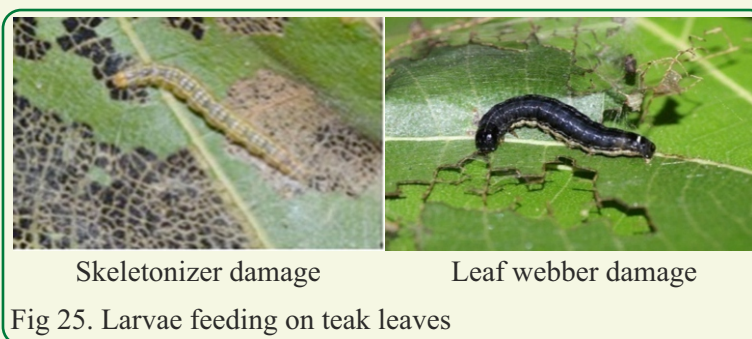 Skeletonizer damage Leaf webber damage
Fig 25. Larvae feeding on teak leaves